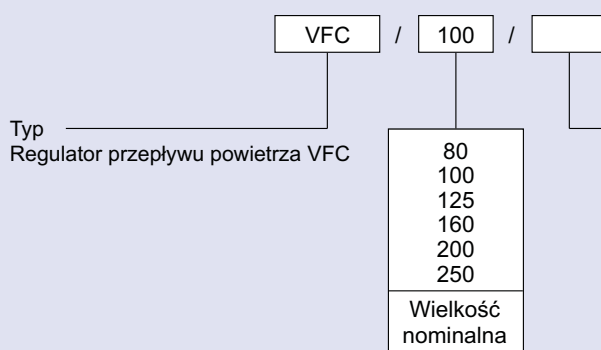 VFC / 100 /
Typ
Regulator przepływu powietrza VFC
80
100
125
160
200
250
Wielkość
nominalna